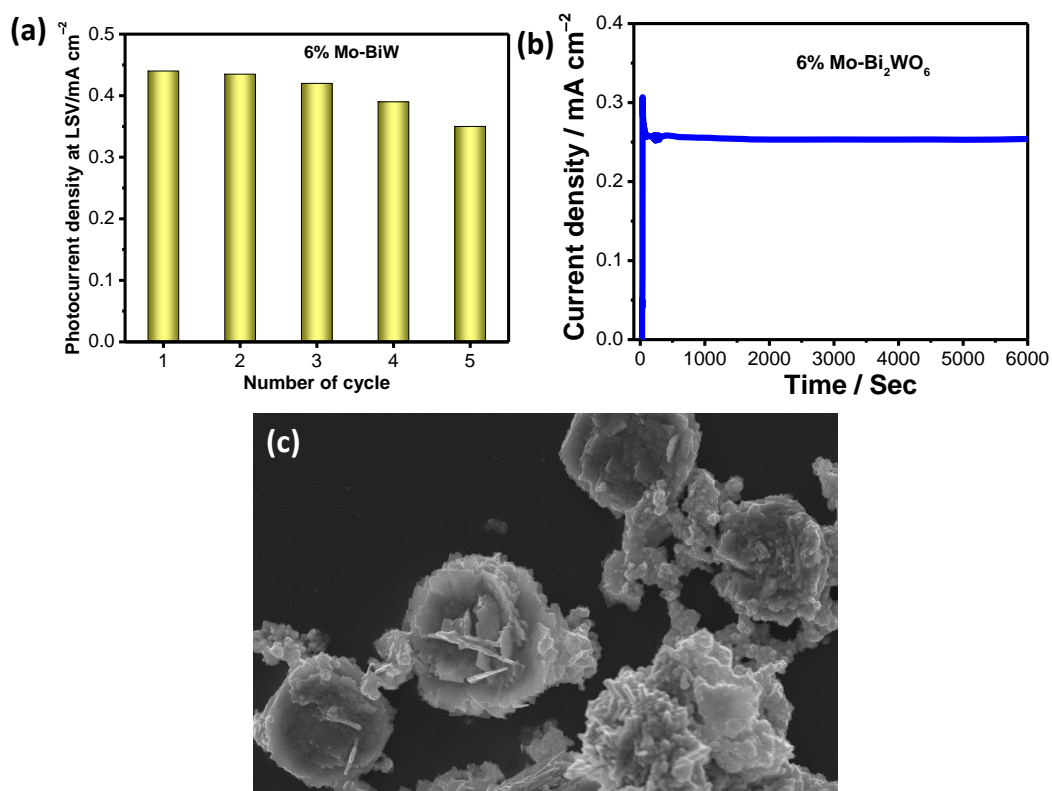 (a)
Photocurrent density at LSV/mA cm⁻²
0.5
0.4
0.3
0.2
0.1
0.0
6% Mo-BiW
1 2 3 4 5
Number of cycle
(b)
Current density / mA cm⁻²
0.4
0.3
0.2
0.1
0.0
6% Mo-Bi₂WO₆
0 1000 2000 3000 4000 5000 6000
Time / Sec
(c)